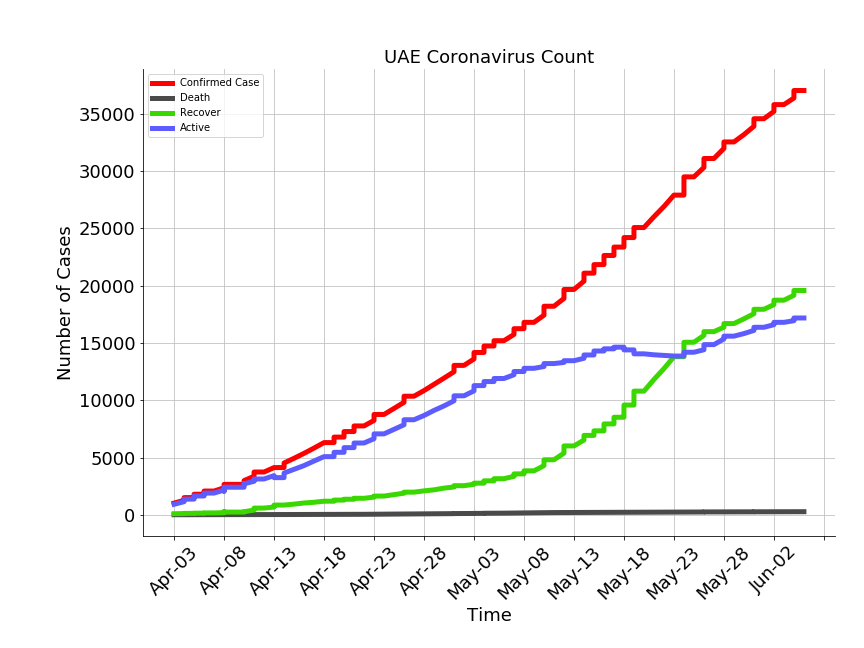 UAE Coronavirus Count
Confirmed Case
Death
Recover
Active
35000
30000
25000
20000
15000
10000
5000
0
Number of Cases
Apr-03
Apr-08
Apr-13
Apr-18
Apr-23
Apr-28
May-03
May-08
May-13
May-18
May-23
May-28
Jun-02
Time